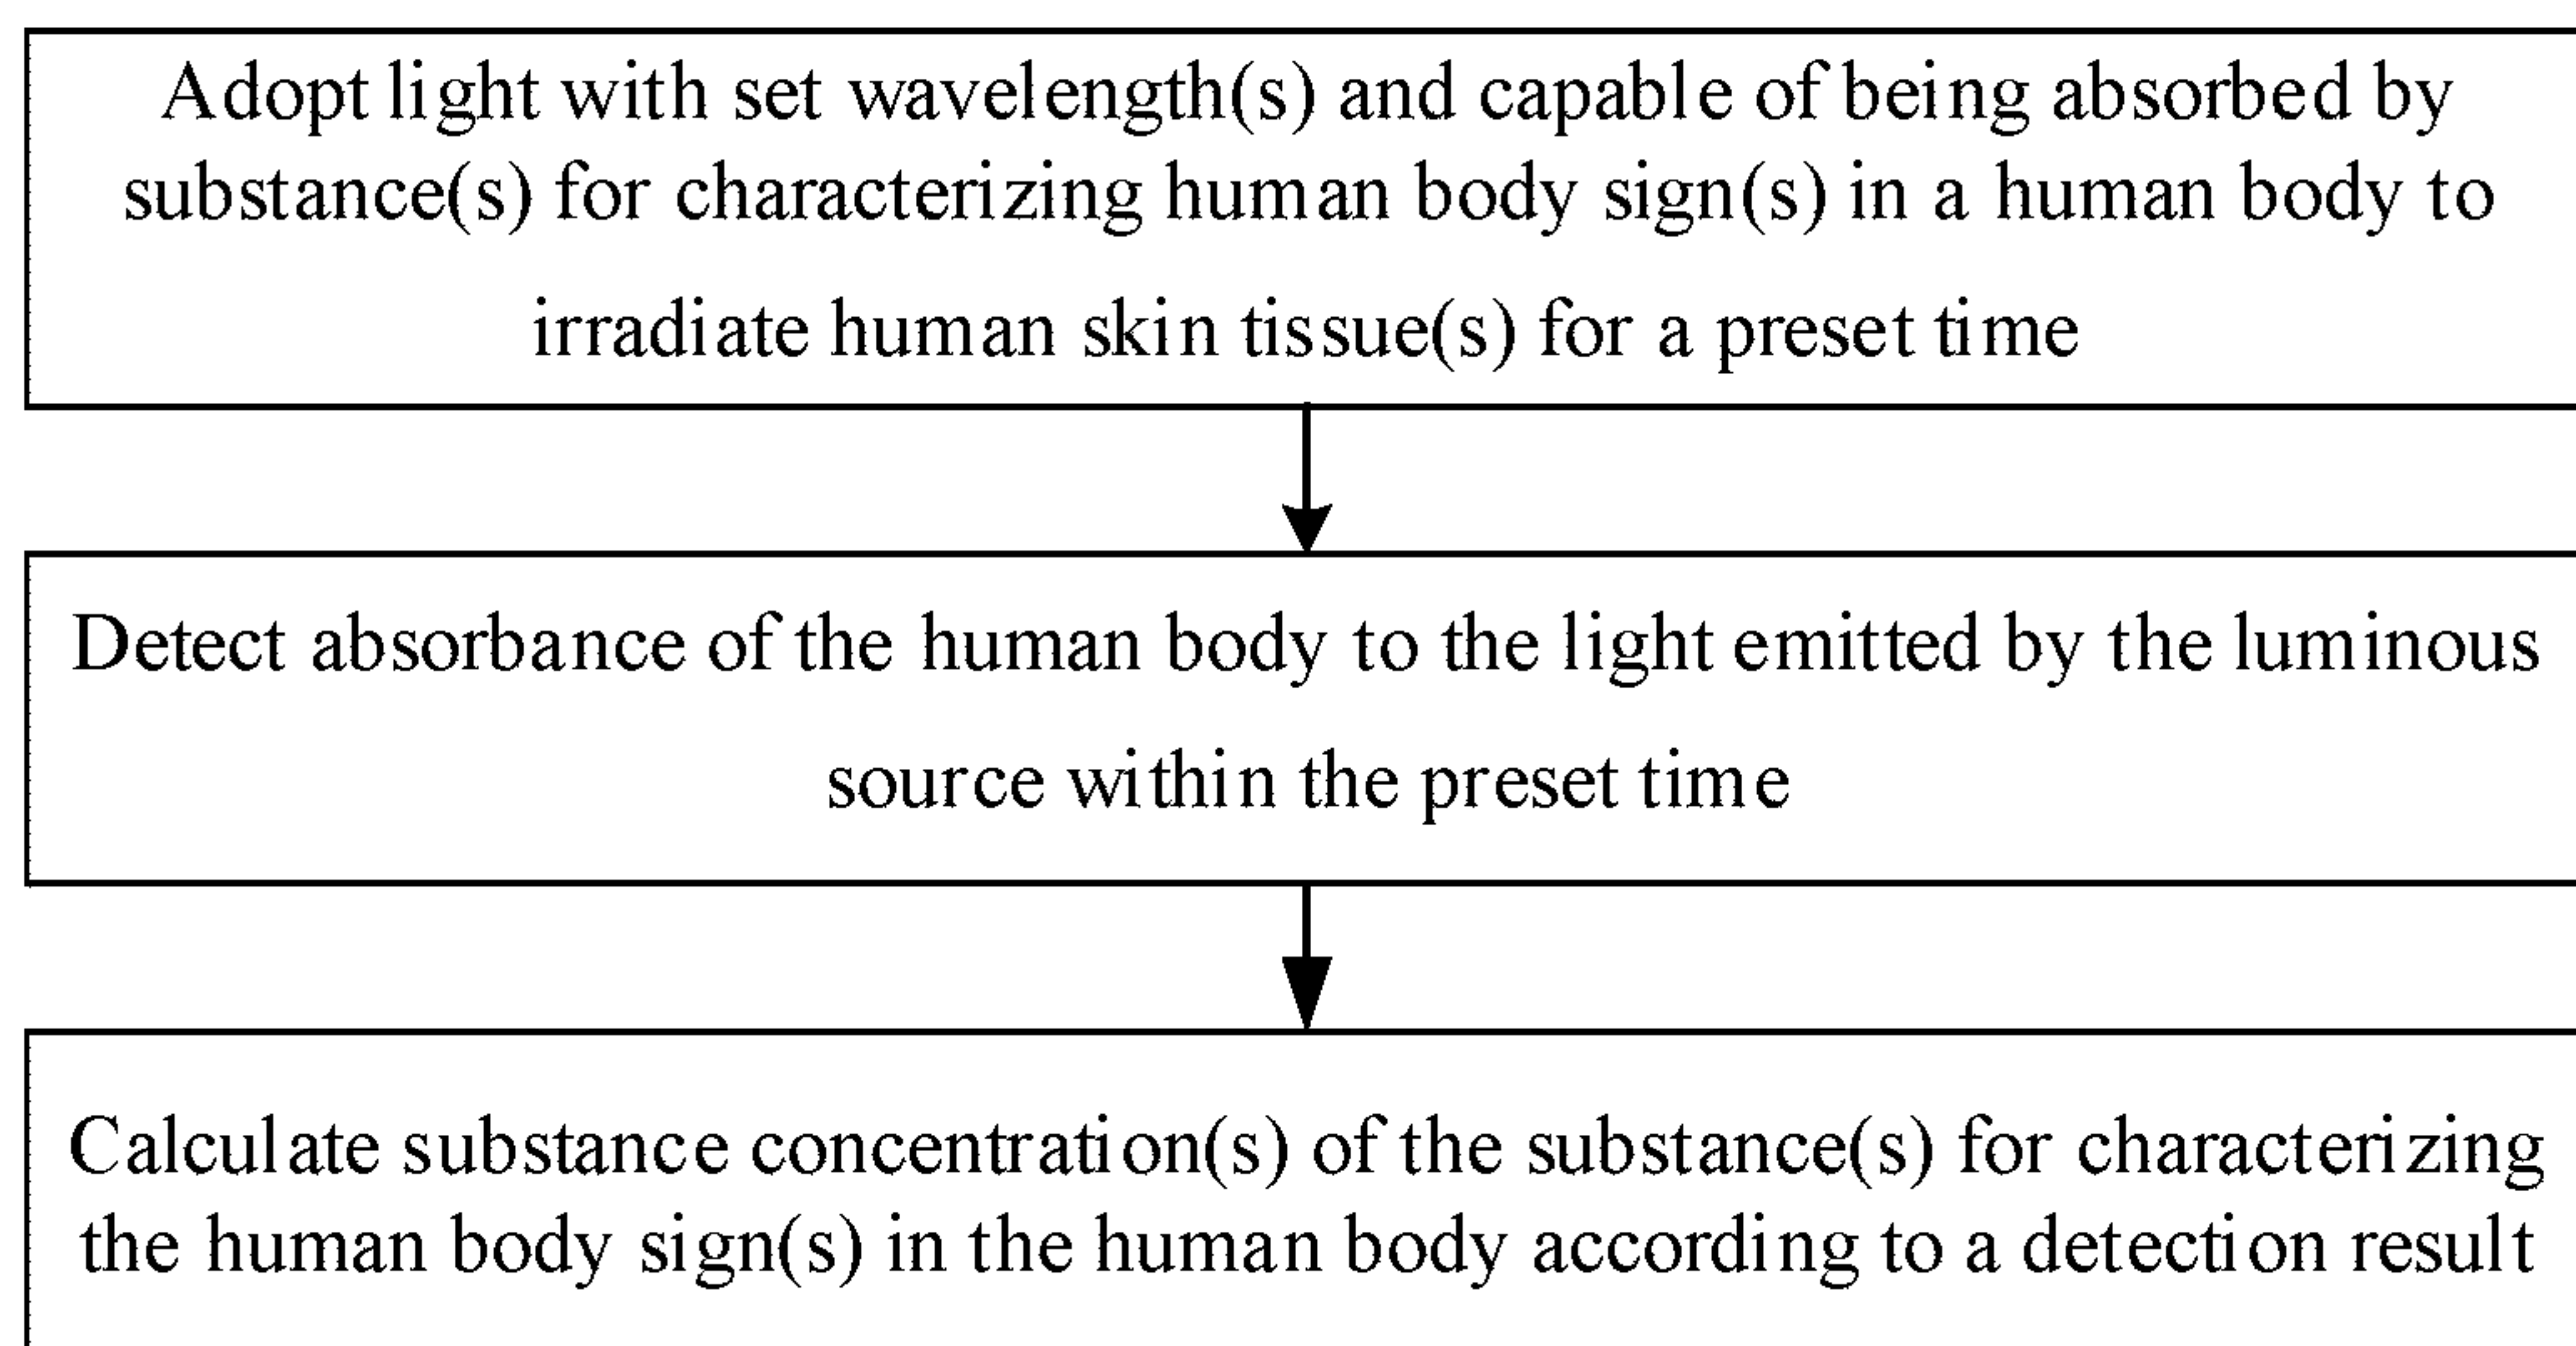 Adopt light with set wavelength(s) and capable of being absorbed by
substance(s) for characterizing human body sign(s) in a human body to
irradiate human skin tissue(s) for a preset time
Detect absorbance of the human body to the light emitted by the luminous
source within the preset time
Calculate substance concentration(s) of the substance(s) for characterizing
the human body sign(s) in the human body according to a detection result